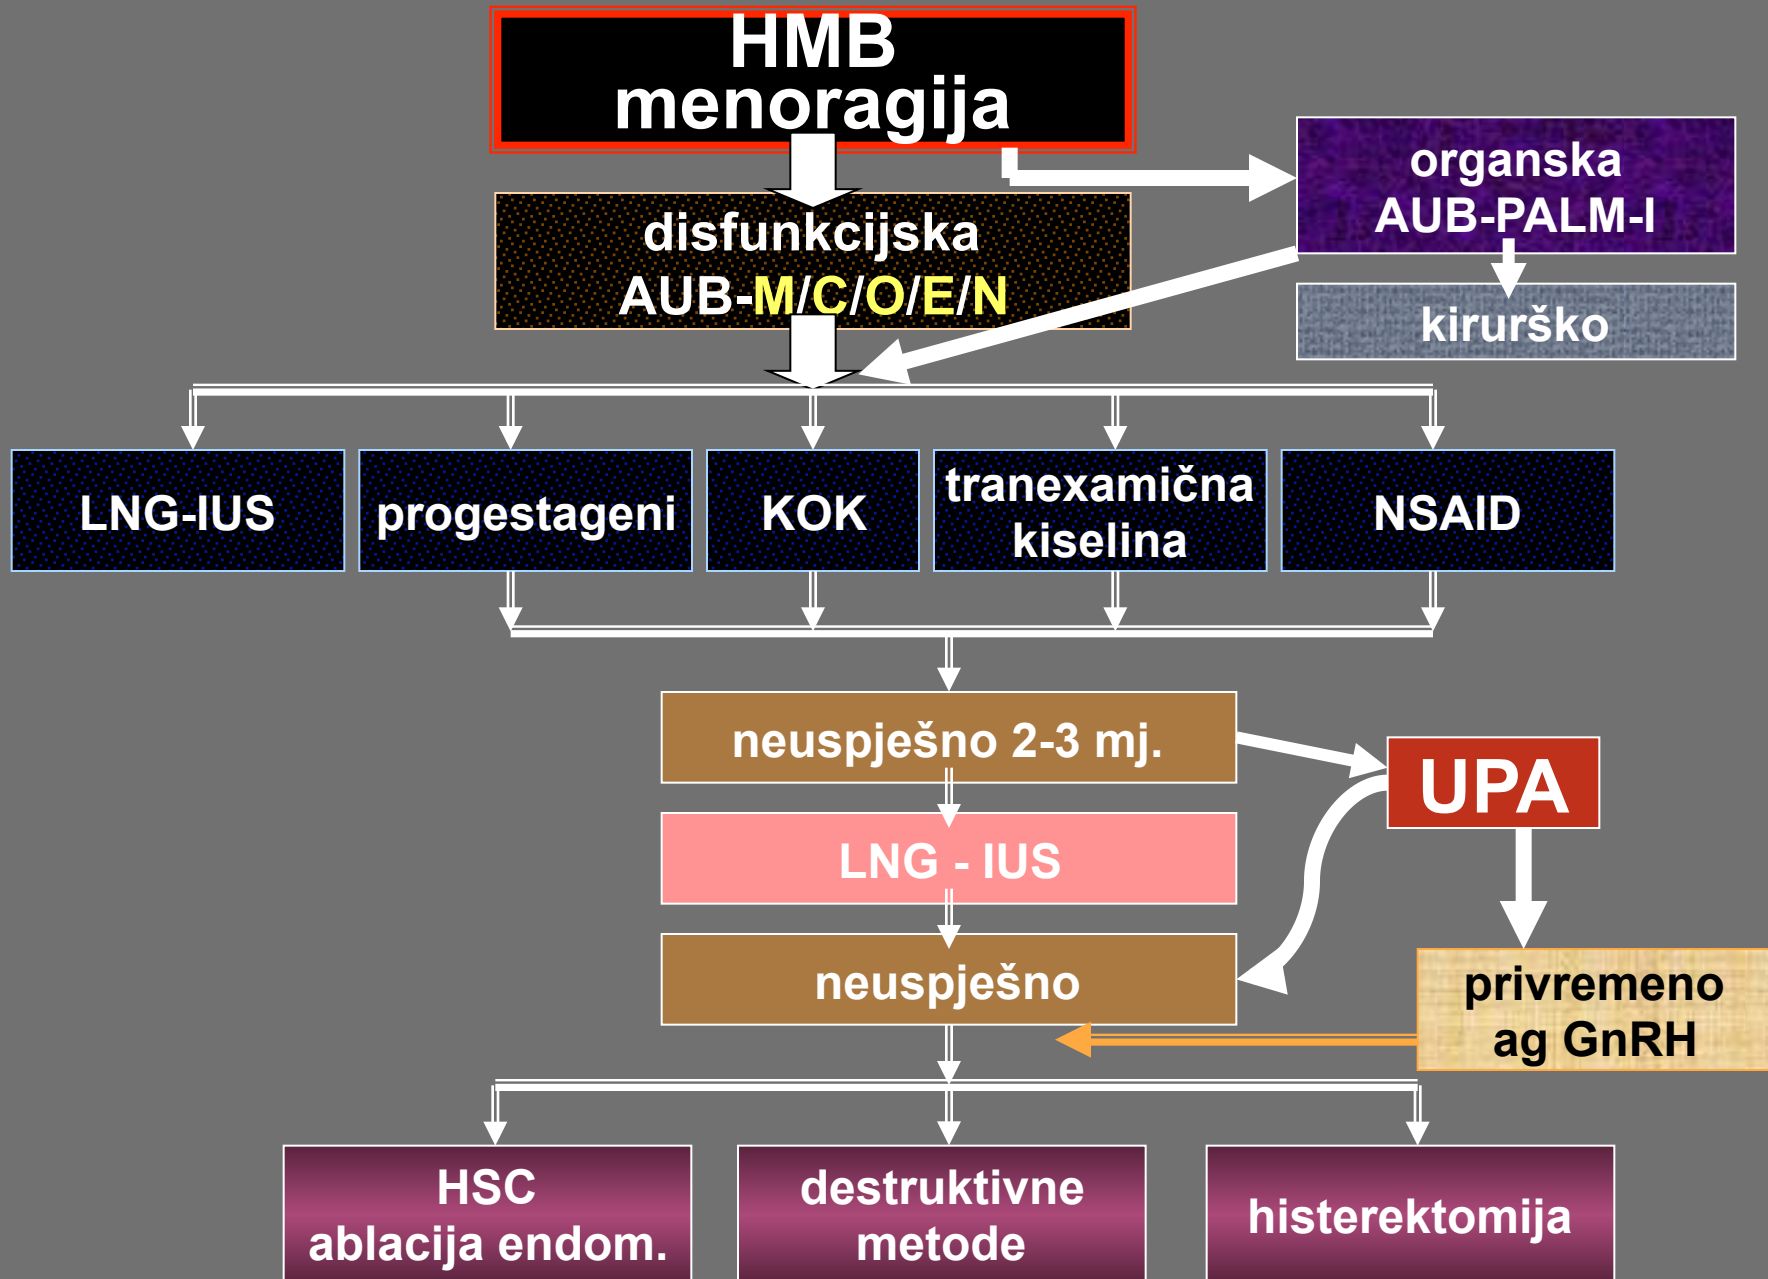 HMB
menoragija
organska
AUB-PALM-I
disfunkcijska
AUB-M/C/O/E/N
kirurško
LNG-IUS
progestageni
KOK
tranexamična
kiselina
NSAID
neuspješno 2-3 mj.
UPA
LNG - IUS
neuspješno
privremeno
ag GnRH
HSC
ablacija endom.
destruktivne
metode
histerektomija